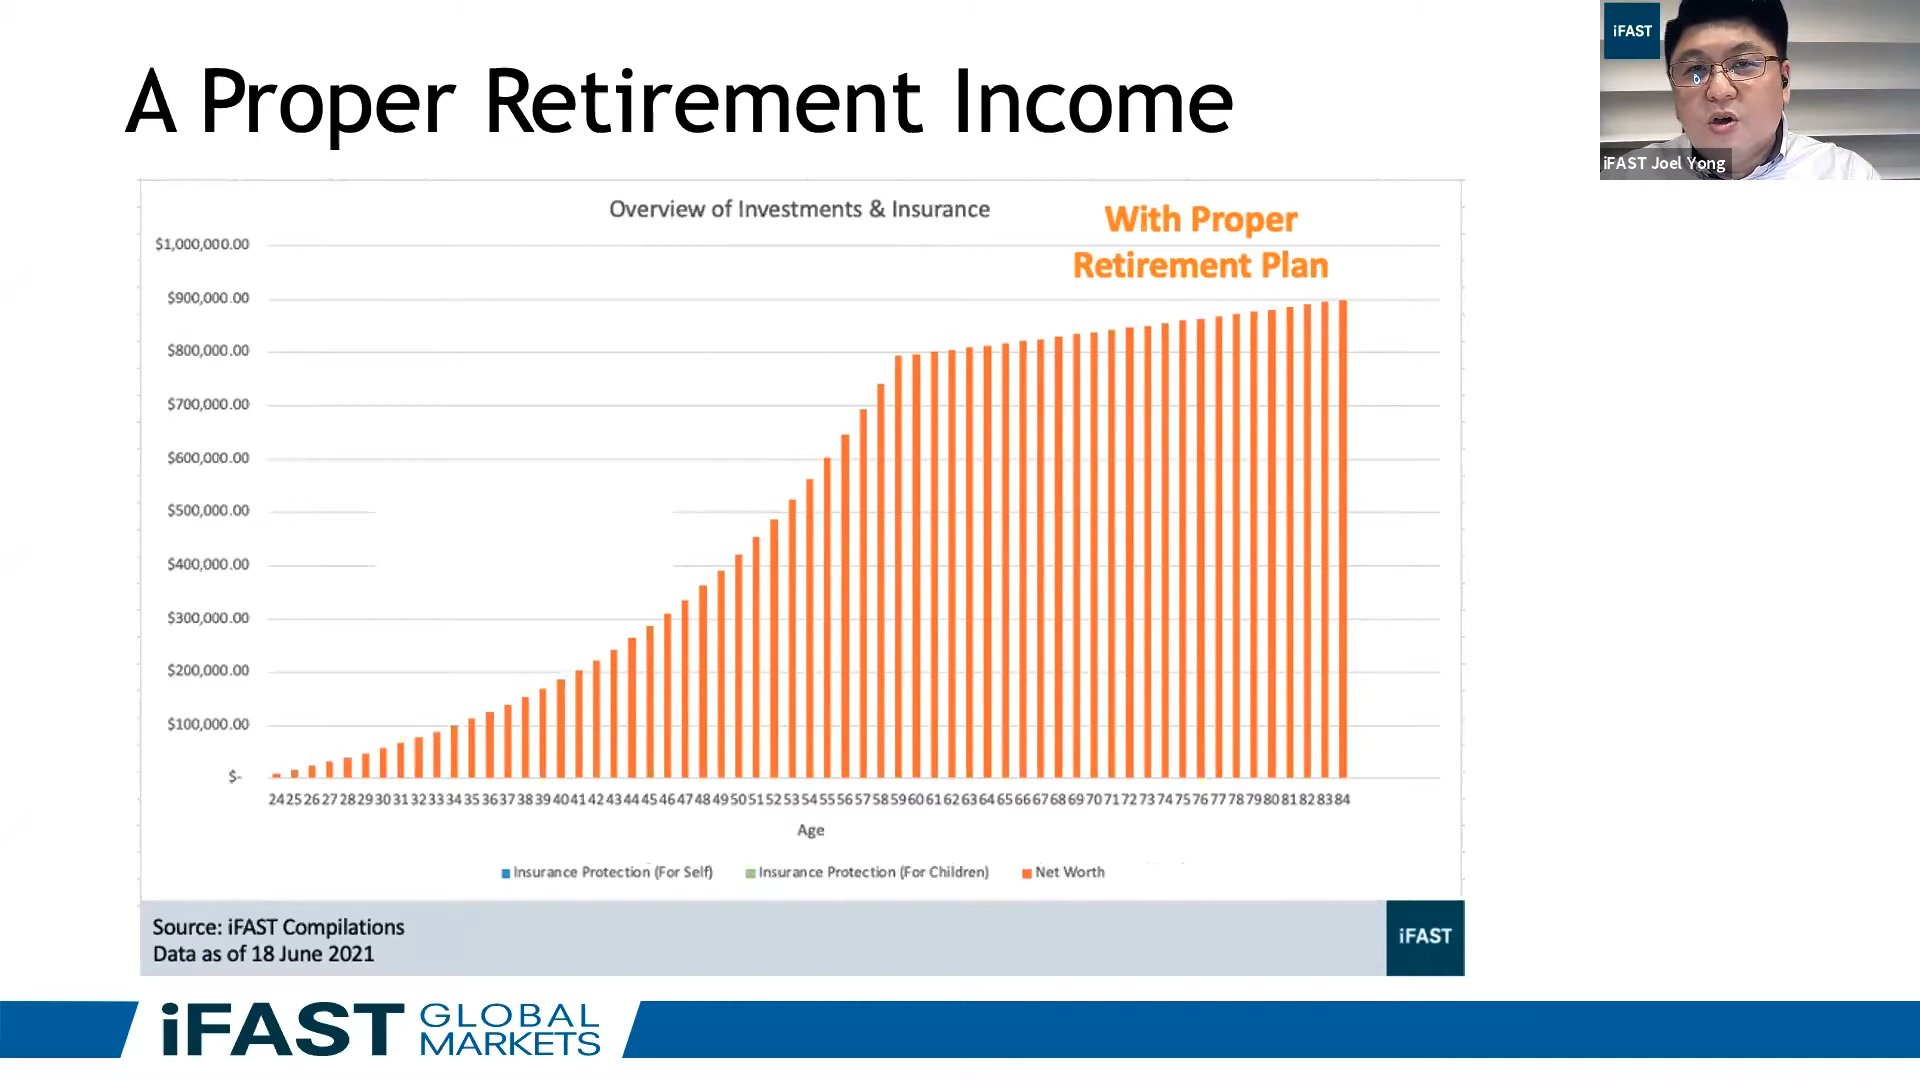 A Proper Retirement Income
iFAST
iFAST Joel Yong
Overview of Investments & Insurance
With Proper
Retirement Plan
$1,000,000.00
$900,000.00
$800,000.00
$700,000.00
$600,000.00
$500,000.00
$400,000.00
$300,000.00
$200,000.00
$100,000.00
$-
24 25 26 27 28 29 30 31 32 33 34 35 36 37 38 39 40 41 42 43 44 45 46 47 48 49 50 51 52 53 54 55 56 57 58 59 60 61 62 63 64 65 66 67 68 69 70 71 72 73 74 75 76 77 78 79 80 81 82 83 84
Age
Insurance Protection (For Self) Insurance Protection (For Children) Net Worth
Source: iFAST Compilations
Data as of 18 June 2021
iFAST
iFAST GLOBAL
MARKETS